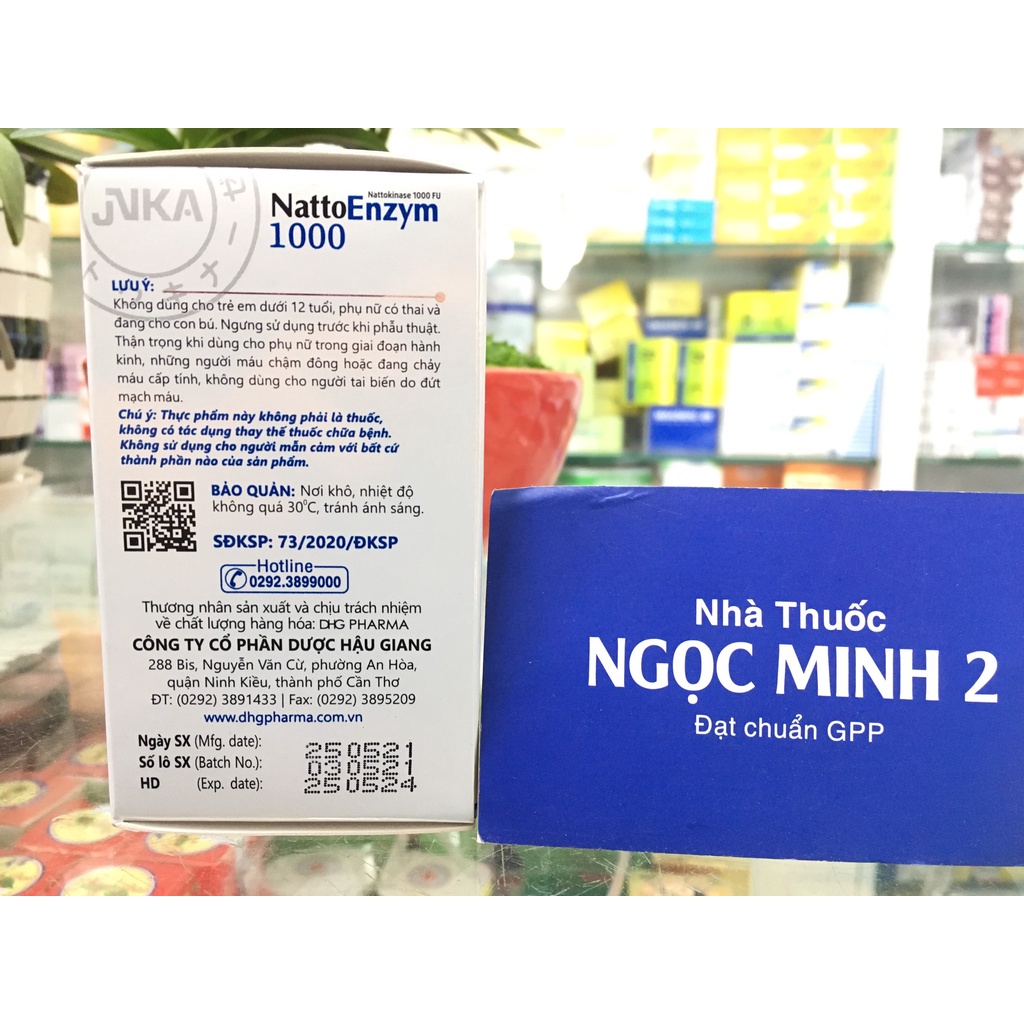 JNKA
Nattokinase 1000 FU
NattoEnzym
1000
LƯU Ý:
Không dùng cho trẻ em dưới 12 tuổi, phụ nữ có thai và
đang cho con bú. Ngưng sử dụng trước khi phẫu thuật.
Thận trọng khi dùng cho phụ nữ trong giai đoạn hành
kinh, những người máu chậm đông hoặc đang chảy
máu cấp tính, không dùng cho người tai biến do đứt
mạch máu.
Chú ý: Thực phẩm này không phải là thuốc,
không có tác dụng thay thế thuốc chữa bệnh.
Không sử dụng cho người mẫn cảm với bất cứ
thành phần nào của sản phẩm.
BẢO QUẢN: Nơi khô, nhiệt độ
không quá 30°C, tránh ánh sáng.
SĐKSP: 73/2020/ĐKSP
Hotline
0292.3899000
Thương nhân sản xuất và chịu trách nhiệm
về chất lượng hàng hóa: DHG PHARMA
CÔNG TY CỔ PHẦN DƯỢC HẬU GIANG
288 Bis, Nguyễn Văn Cừ, phường An Hòa,
quận Ninh Kiều, thành phố Cần Thơ
ĐT: (0292) 3891433 | Fax: (0292) 3895209
www.dhgpharma.com.vn
Ngày SX (Mfg. date): 250521
Số lô SX (Batch No.): 030521
HD (Exp. date): 250524
Nhà Thuốc
NGỌC MINH 2
Đạt chuẩn GPP